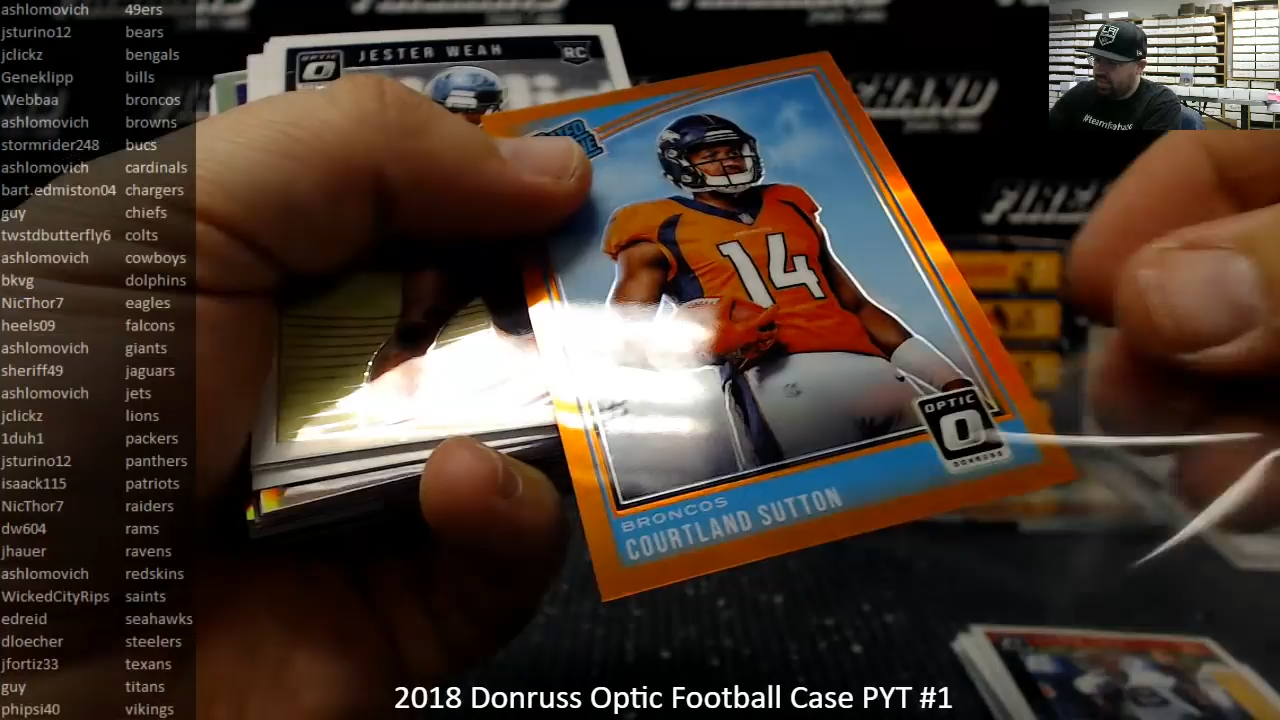 ashlomovich 49ers
jsturino12 bears
jclickz bengals
Geneklipp bills
Webbaa broncos
ashlomovich browns
stormrider248 bucs
ashlomovich cardinals
bart.edmiston04 chargers
guy chiefs
twstdbutterfly6 colts
ashlomovich cowboys
bkvg dolphins
NicThor7 eagles
heels09 falcons
ashlomovich giants
sheriff49 jaguars
ashlomovich jets
jclickz lions
1duh1 packers
jsturino12 panthers
isaack115 patriots
NicThor7 raiders
dw604 rams
jhauer ravens
ashlomovich redskins
WickedCityRips saints
edreid seahawks
dloecher steelers
jfortiz33 texans
guy titans
phipsi40 vikings
OPTIC
JESTER WEAH
RC
14
OPTIC
DONRUSS
BRONCOS
COURTLAND SUTTON
2018 Donruss Optic Football Case PYT #1